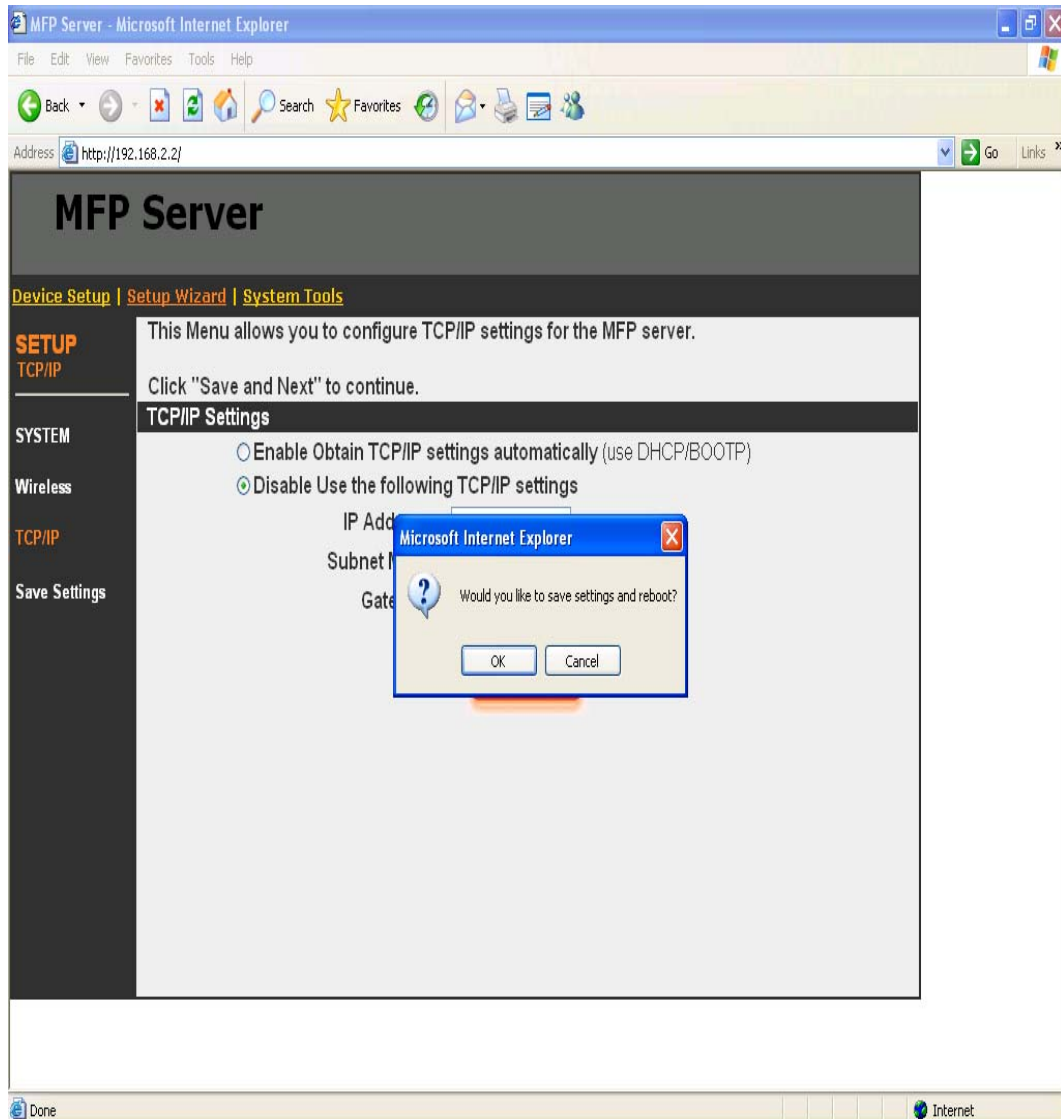 MFP Server - Microsoft Internet Explorer
File Edit View Favorites Tools Help
Back Search Favorites
Address http://192.168.2.2/ Go Links »
MFP Server
Device Setup | Setup Wizard | System Tools
SETUP
TCP/IP
SYSTEM
Wireless
TCP/IP
Save Settings
This Menu allows you to configure TCP/IP settings for the MFP server.
Click "Save and Next" to continue.
TCP/IP Settings
Enable Obtain TCP/IP settings automatically (use DHCP/BOOTP)
Disable Use the following TCP/IP settings
IP Add
Subnet
Gate
Microsoft Internet Explorer
Would you like to save settings and reboot?
OK Cancel
Done Internet